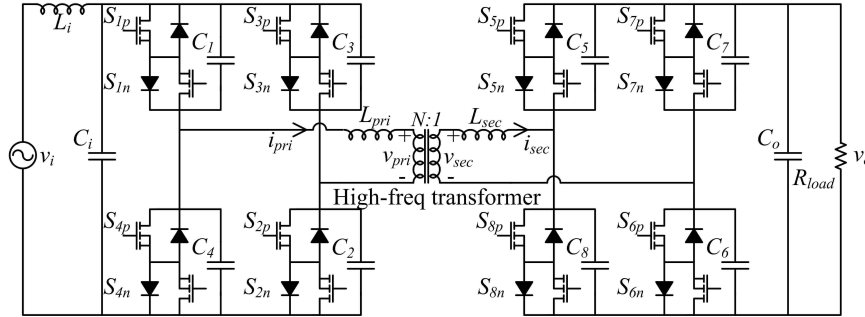 L_i
S_1p
S_1n
C_1
S_3p
S_3n
C_3
S_5p
S_5n
C_5
S_7p
S_7n
C_7
v_i
C_i
i_pri
L_pri
N:1
L_sec
+
+
v_pri
v_sec
-
-
i_sec
High-freq transformer
C_o
R_load
S_4p
S_4n
C_4
S_2p
S_2n
C_2
S_8p
S_8n
C_8
S_6p
S_6n
C_6